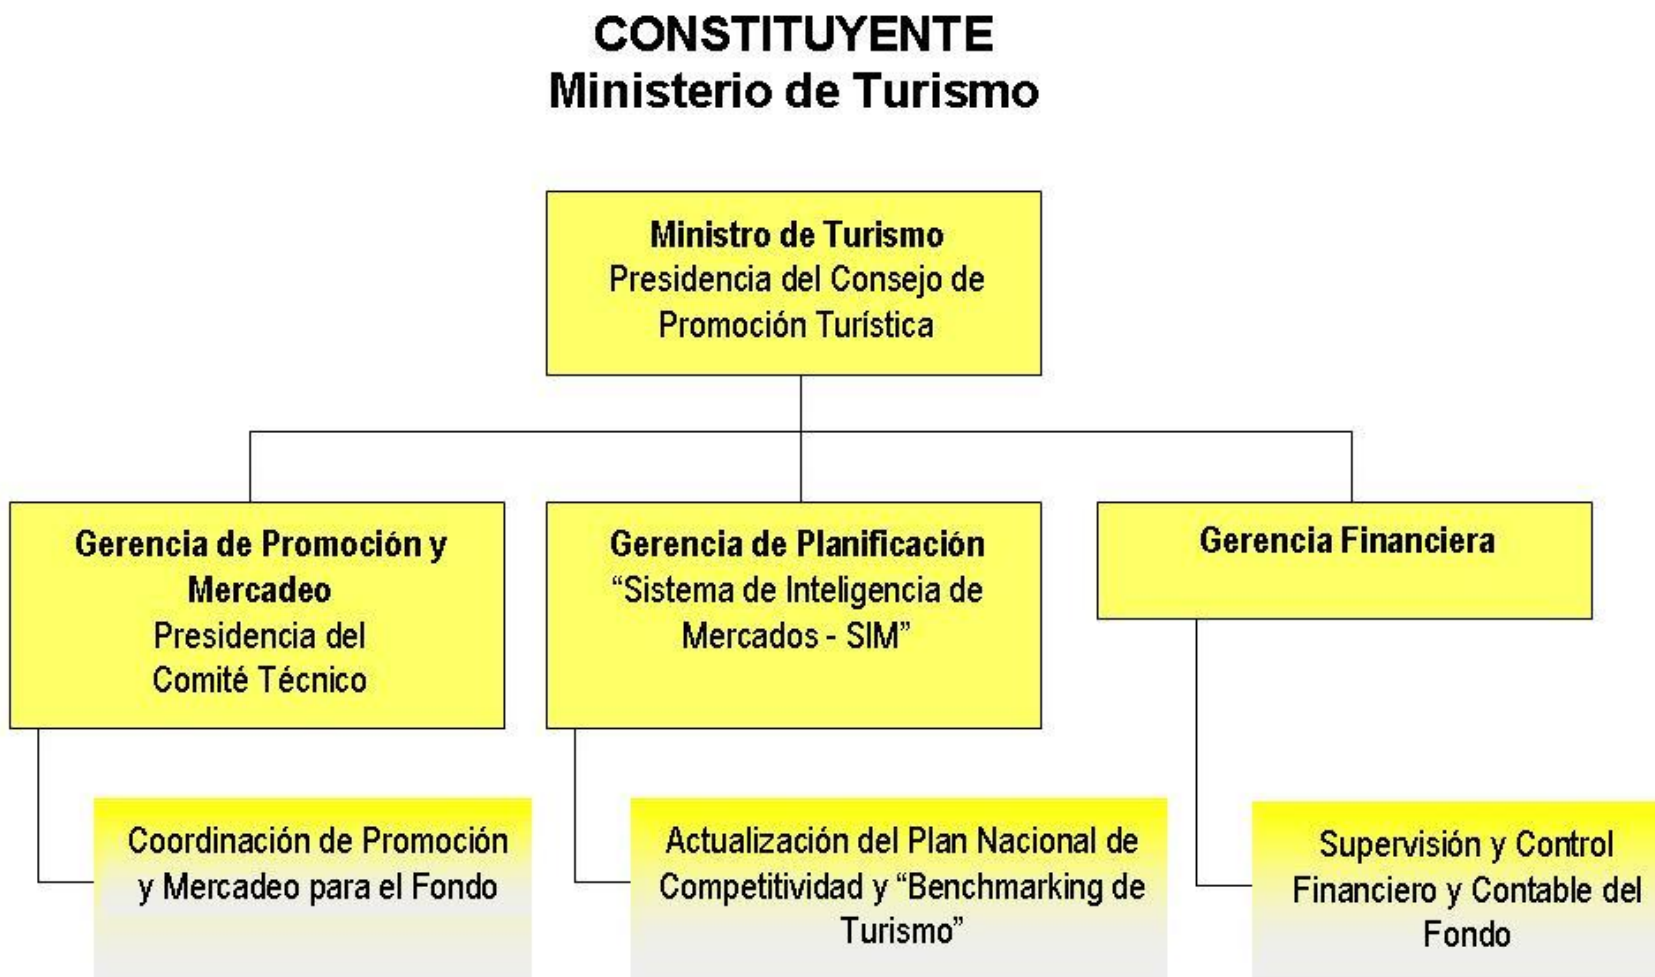 CONSTITUYENTE
Ministerio de Turismo
Ministro de Turismo
Presidencia del Consejo de
Promoción Turística
Gerencia de Promoción y
Mercadeo
Presidencia del
Comité Técnico
Gerencia de Planificación
“Sistema de Inteligencia de
Mercados - SIM”
Gerencia Financiera
Coordinación de Promoción
y Mercadeo para el Fondo
Actualización del Plan Nacional de
Competitividad y “Benchmarking de
Turismo”
Supervisión y Control
Financiero y Contable del
Fondo